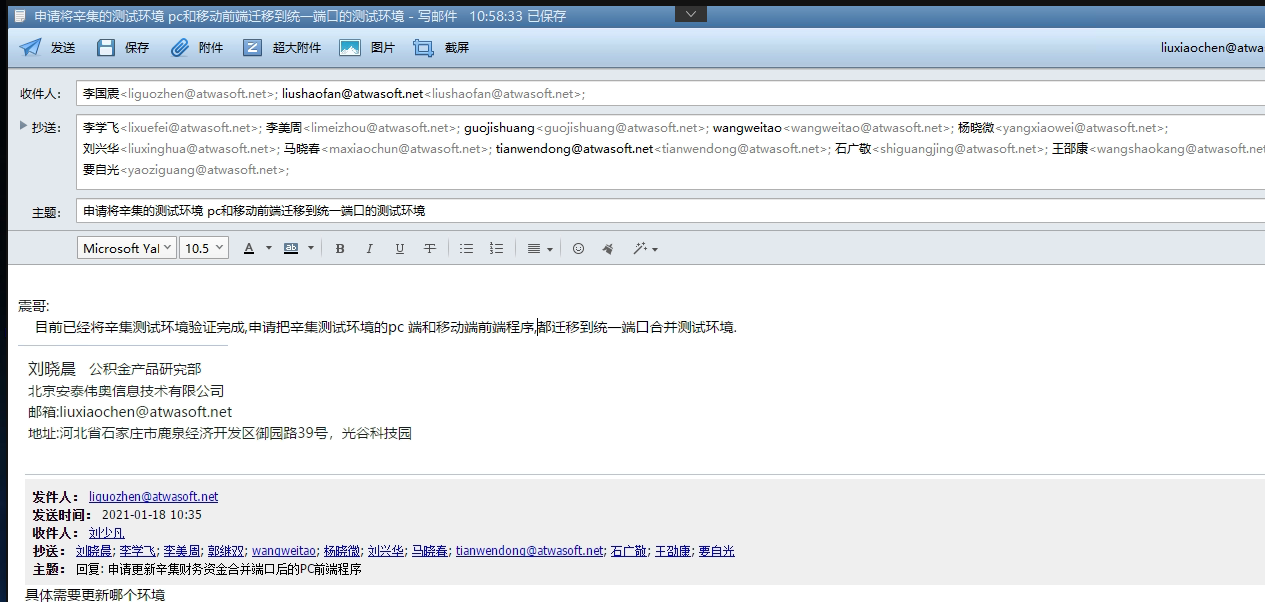 申请将辛集的测试环境 pc和移动前端迁移到统一端口的测试环境 - 写邮件 10:58:33 已保存
发送 保存 附件 超大附件 图片 截屏 liuxiaochen@atwa
收件人: 李国震<liguozhen@atwasoft.net>; liushaofan@atwasoft.net<liushaofan@atwasoft.net>;
抄送: 李学飞<lixuefei@atwasoft.net>; 李美周<limeizhou@atwasoft.net>; guojishuang<guojishuang@atwasoft.net>; wangweitao<wangweitao@atwasoft.net>; 杨晓微<yangxiaowei@atwasoft.net>;
刘兴华<liuxinghua@atwasoft.net>; 马晓春<maxiaochun@atwasoft.net>; tianwendong@atwasoft.net<tianwendong@atwasoft.net>; 石广敬<shiguangjing@atwasoft.net>; 王邵康<wangshaokang@atwasoft.net
要自光<yaoziguang@atwasoft.net>;
主题: 申请将辛集的测试环境 pc和移动前端迁移到统一端口的测试环境
Microsoft Yal 10.5 A ab B I U T
震哥:
目前已经将辛集测试环境验证完成,申请把辛集测试环境的pc 端和移动端前端程序,都迁移到统一端口合并测试环境.
刘晓晨 公积金产品研究部
北京安泰伟奥信息技术有限公司
邮箱:liuxiaochen@atwasoft.net
地址:河北省石家庄市鹿泉经济开发区御园路39号，光谷科技园
发件人： liguozhen@atwasoft.net
发送时间： 2021-01-18 10:35
收件人： 刘少凡
抄送： 刘晓晨; 李学飞; 李美周; 郭继双; wangweitao; 杨晓微; 刘兴华; 马晓春; tianwendong@atwasoft.net; 石广敬; 王邵康; 要自光
主题： 回复: 申请更新辛集财务资金合并端口后的PC前端程序
具体需要更新哪个环境